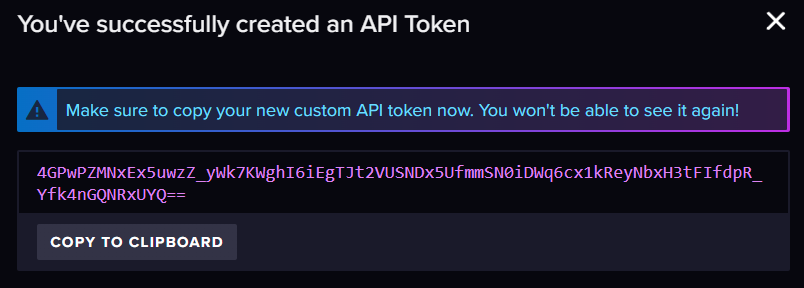 You've successfully created an API Token
Make sure to copy your new custom API token now. You won't be able to see it again!
4GPwPZMNxEx5uwzZ_yWk7KWghI6iEgTJt2VUSNDx5UfmmSN0iDWq6cx1kReyNbxH3tFIfdpR_
Yfk4nGQNRxUYQ==
COPY TO CLIPBOARD